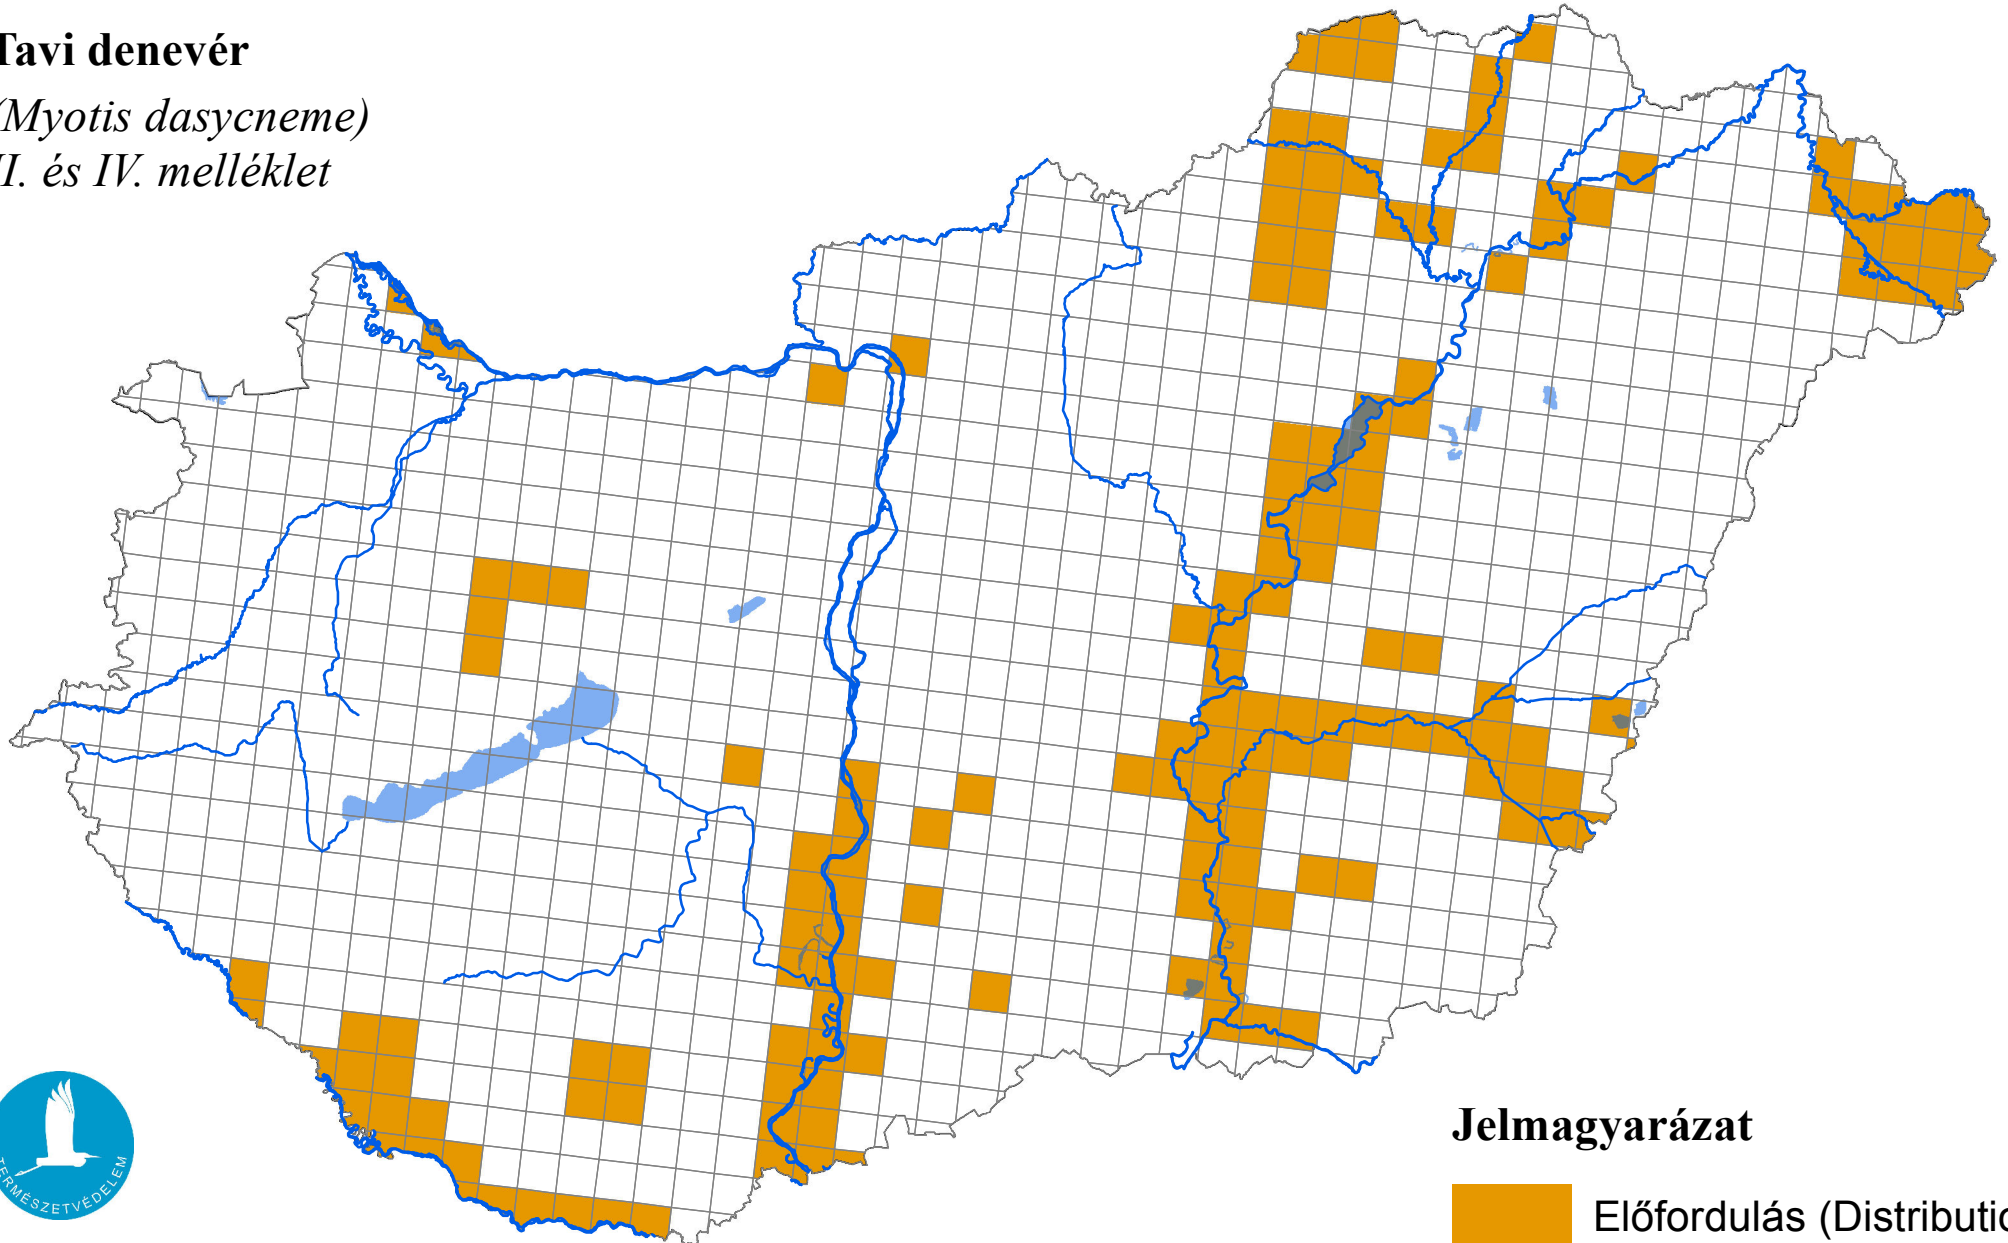 Tavi denevér
(Myotis dasycneme)
II. és IV. melléklet
TERMÉSZETVÉDELEM
Jelmagyarázat
Előfordulás (Distributio